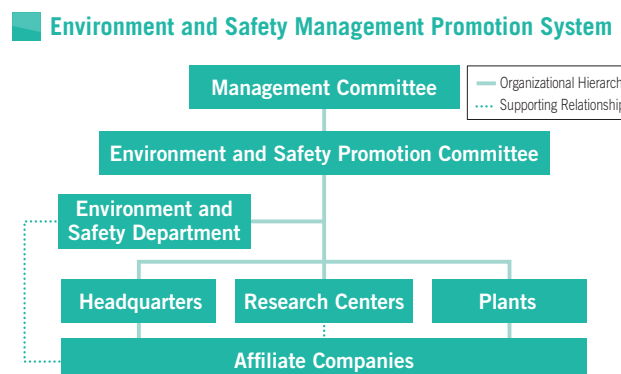 Environment and Safety Management Promotion System
Management Committee
Organizational Hierarch
Supporting Relationship
Environment and Safety Promotion Committee
Environment and
Safety Department
Headquarters
Research Centers
Plants
Affiliate Companies